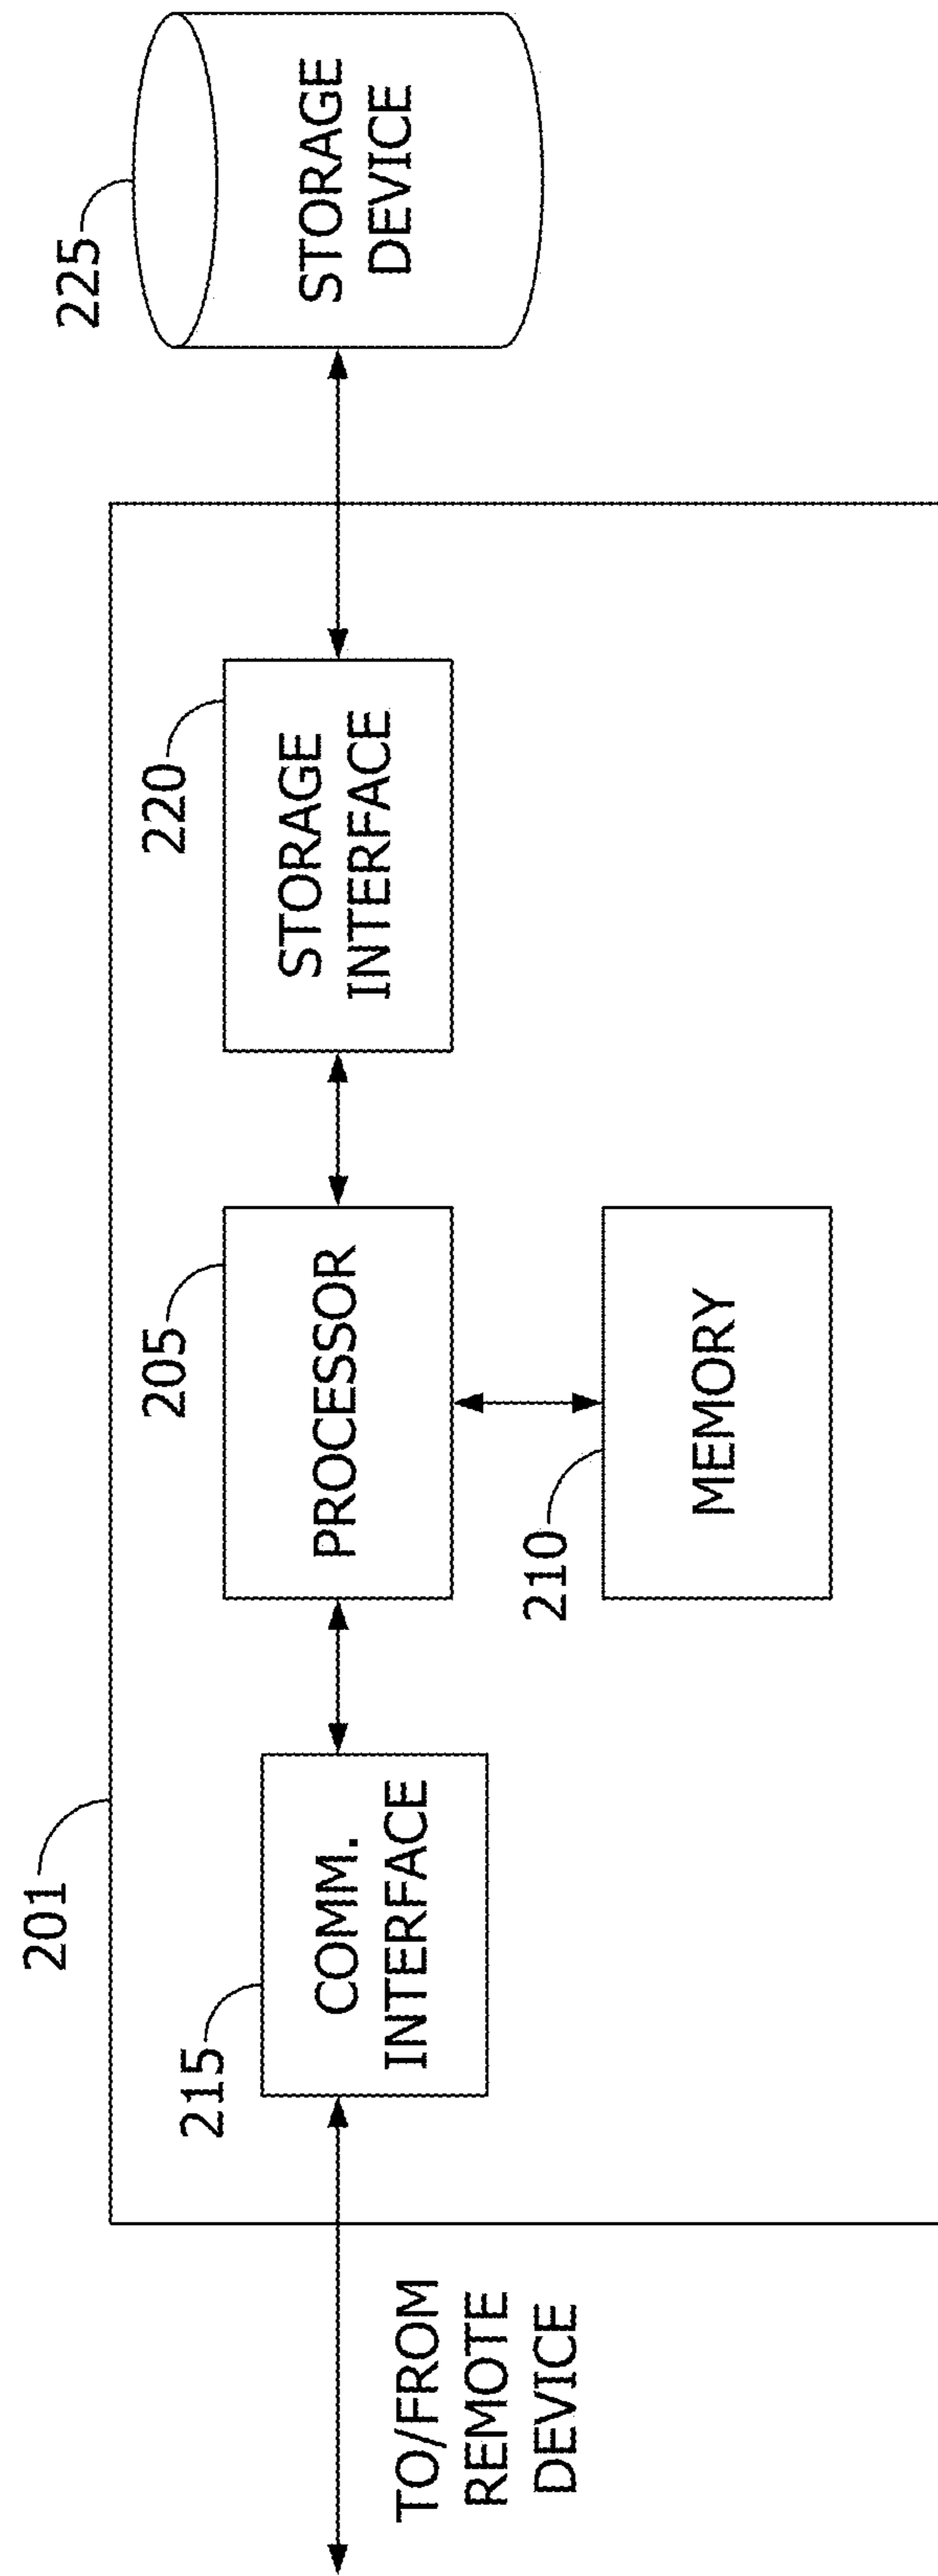 201
215
COMM.
INTERFACE
TO/FROM
REMOTE
DEVICE
205
PROCESSOR
210
MEMORY
220
STORAGE
INTERFACE
225
STORAGE
DEVICE